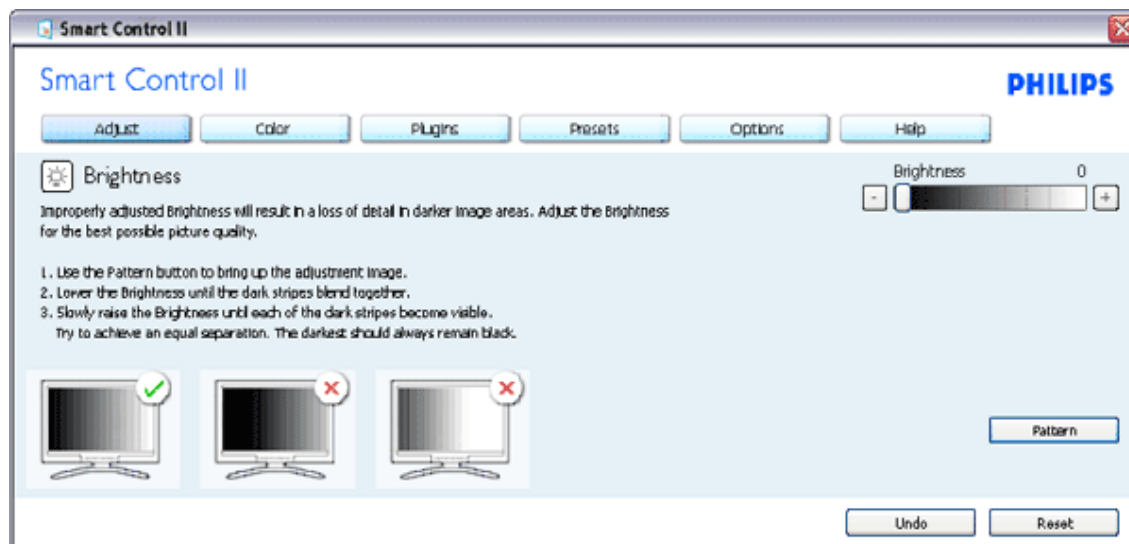 Smart Control II
Smart Control II
PHILIPS
Adjust
Color
Plugins
Presets
Options
Help
Brightness
Brightness 0
- +
Improperly adjusted Brightness will result in a loss of detail in darker image areas. Adjust the Brightness
for the best possible picture quality.
1. Use the Pattern button to bring up the adjustment image.
2. Lower the Brightness until the dark stripes blend together.
3. Slowly raise the Brightness until each of the dark stripes become visible.
Try to achieve an equal separation. The darkest should always remain black.
Pattern
Undo
Reset